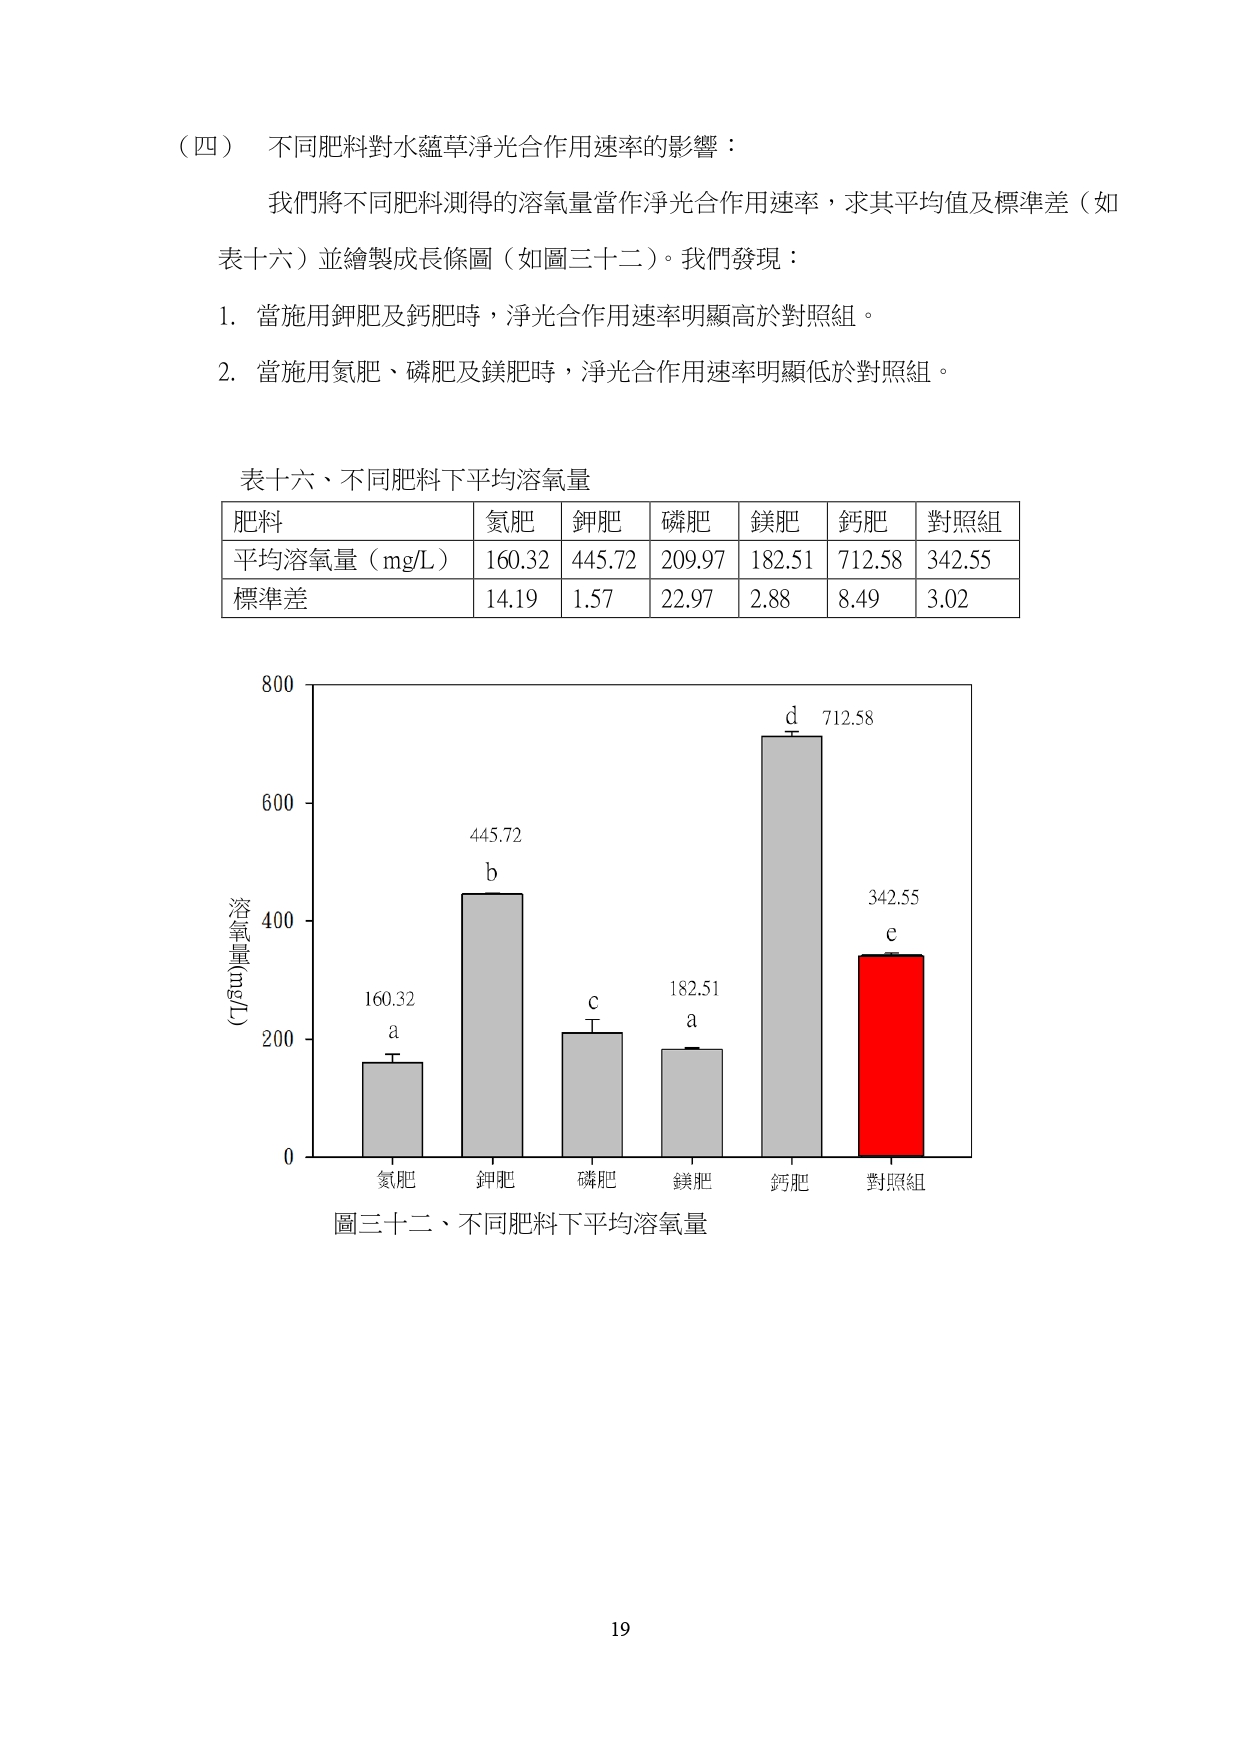 （四） 不同肥料對水蘊草淨光合作用速率的影響：
我們將不同肥料測得的溶氧量當作淨光合作用速率，求其平均值及標準差（如
表十六）並繪製成長條圖（如圖三十二）。我們發現：
1. 當施用鉀肥及鈣肥時，淨光合作用速率明顯高於對照組。
2. 當施用氮肥、磷肥及鎂肥時，淨光合作用速率明顯低於對照組。
表十六、不同肥料下平均溶氧量
肥料 氮肥 鉀肥 磷肥 鎂肥 鈣肥 對照組
平均溶氧量（mg/L） 160.32 445.72 209.97 182.51 712.58 342.55
標準差 14.19 1.57 22.97 2.88 8.49 3.02
800
d 712.58
600
445.72
b
342.55
溶氧量(mg/L)
400
e
182.51
160.32
c
a
a
200
0
氮肥 鉀肥 磷肥 鎂肥 鈣肥 對照組
圖三十二、不同肥料下平均溶氧量
19